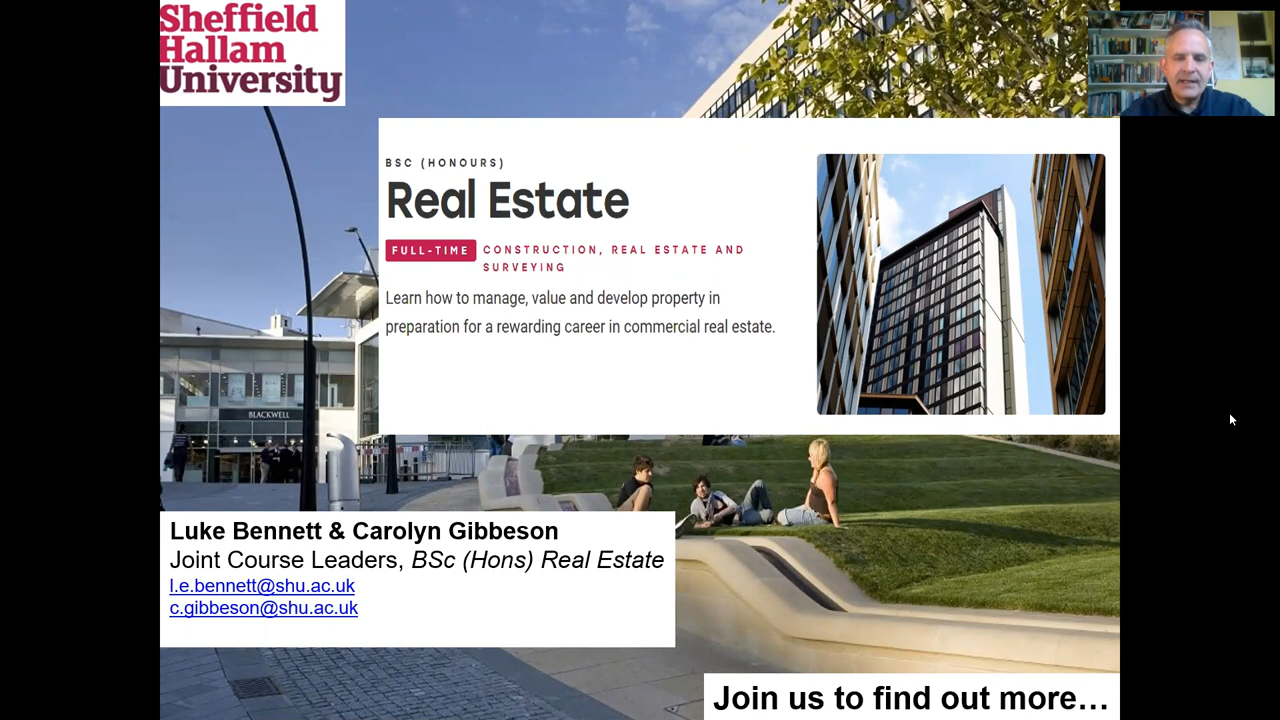 Sheffield
Hallam
University
BSC (HONOURS)
Real Estate
FULL-TIME CONSTRUCTION, REAL ESTATE AND
SURVEYING
Learn how to manage, value and develop property in
preparation for a rewarding career in commercial real estate.
BLACKWELL
Luke Bennett & Carolyn Gibbeson
Joint Course Leaders, BSc (Hons) Real Estate
l.e.bennett@shu.ac.uk
c.gibbeson@shu.ac.uk
Join us to find out more…